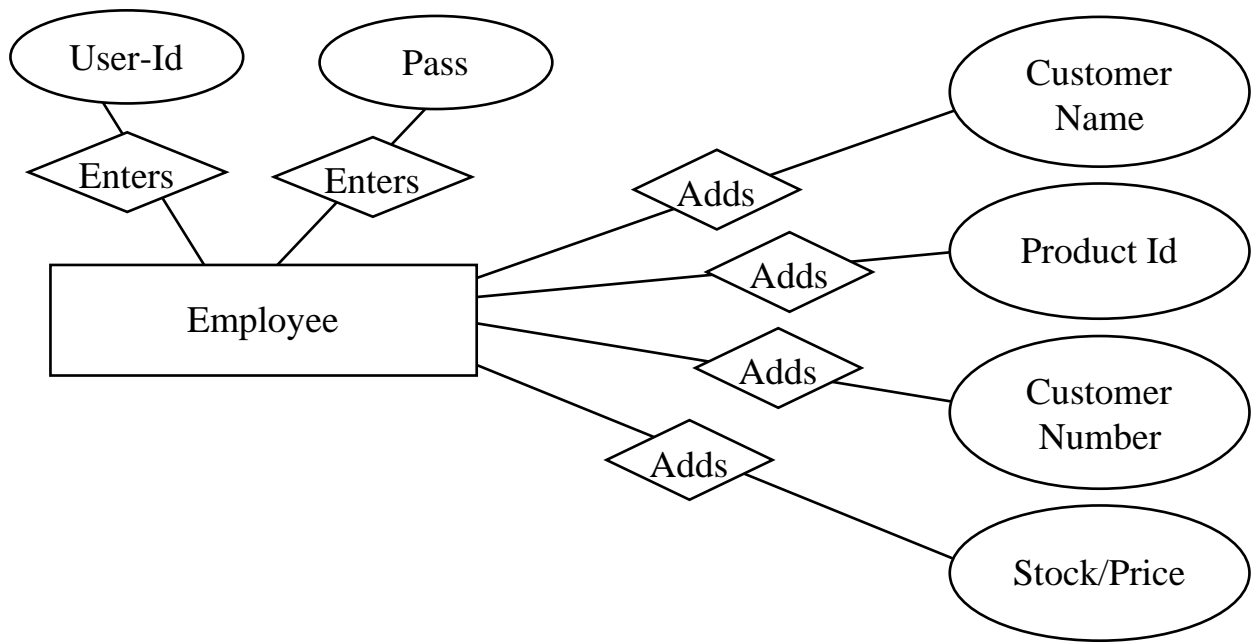 User-Id
Pass
Customer
Name
Enters
Enters
Adds
Product Id
Adds
Employee
Adds
Customer
Number
Adds
Stock/Price